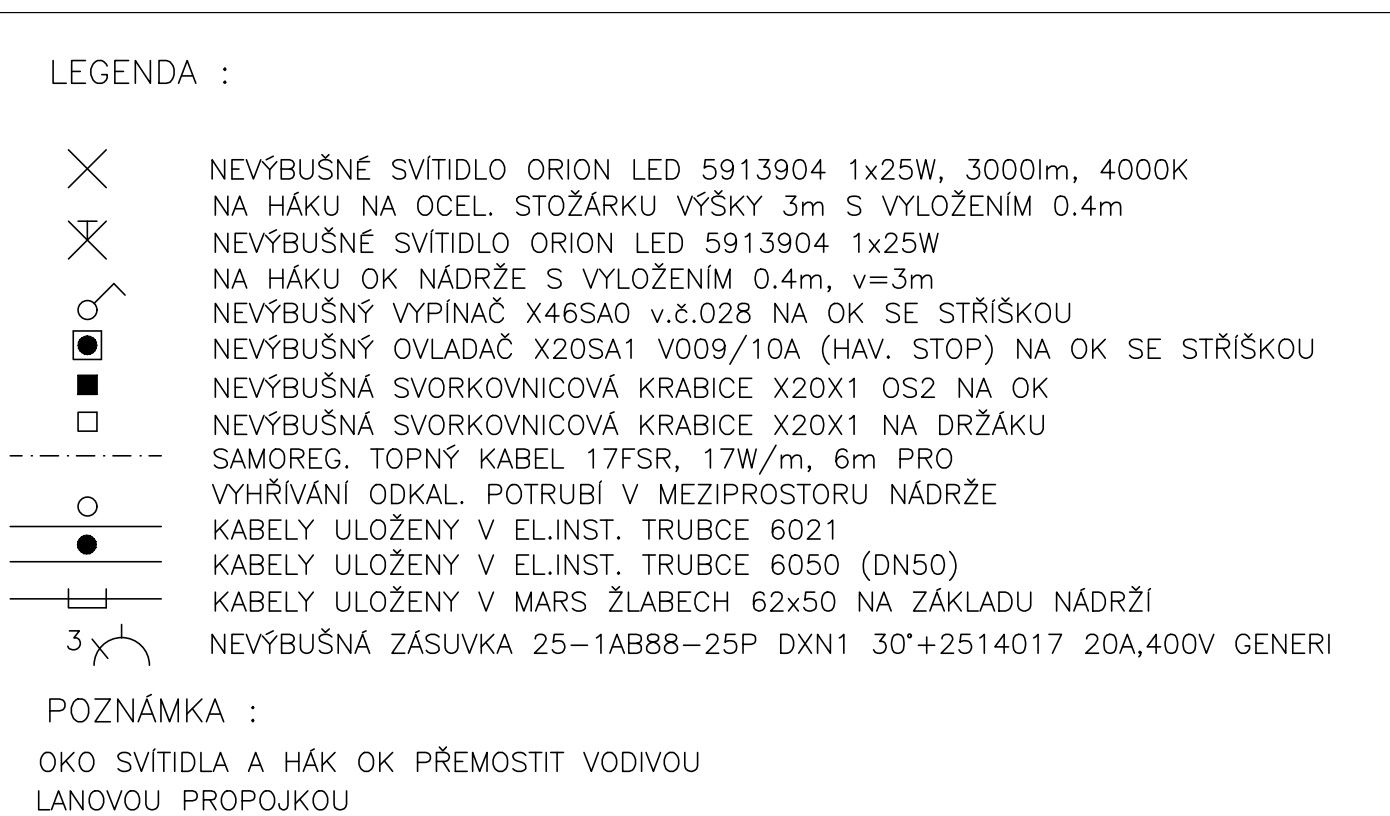 LEGENDA :
NEVÝBUŠNÉ SVÍTIDLO ORION LED 5913904 1x25W, 3000lm, 4000K
NA HÁKU NA OCEL. STOŽÁRKU VÝŠKY 3m S VYLOŽENÍM 0.4m
NEVÝBUŠNÉ SVÍTIDLO ORION LED 5913904 1x25W
NA HÁKU OK NÁDRŽE S VYLOŽENÍM 0.4m, v=3m
NEVÝBUŠNÝ VYPÍNAČ X46SA0 v.č.028 NA OK SE STŘÍŠKOU
NEVÝBUŠNÝ OVLADAČ X20SA1 V009/10A (HAV. STOP) NA OK SE STŘÍŠKOU
NEVÝBUŠNÁ SVORKOVNICOVÁ KRABICE X20X1 OS2 NA OK
NEVÝBUŠNÁ SVORKOVNICOVÁ KRABICE X20X1 NA DRŽÁKU
SAMOREG. TOPNÝ KABEL 17FSR, 17W/m, 6m PRO
VYHŘÍVÁNÍ ODKAL. POTRUBÍ V MEZIPROSTORU NÁDRŽE
KABELY ULOŽENY V EL.INST. TRUBCE 6021
KABELY ULOŽENY V EL.INST. TRUBCE 6050 (DN50)
KABELY ULOŽENY V MARS ŽLABECH 62x50 NA ZÁKLADU NÁDRŽÍ
3 NEVÝBUŠNÁ ZÁSUVKA 25-1AB88-25P DXN1 30°+2514017 20A,400V GENERI
POZNÁMKA :
OKO SVÍTIDLA A HÁK OK PŘEMOSTIT VODIVOU
LANOVOU PROPOJKOU